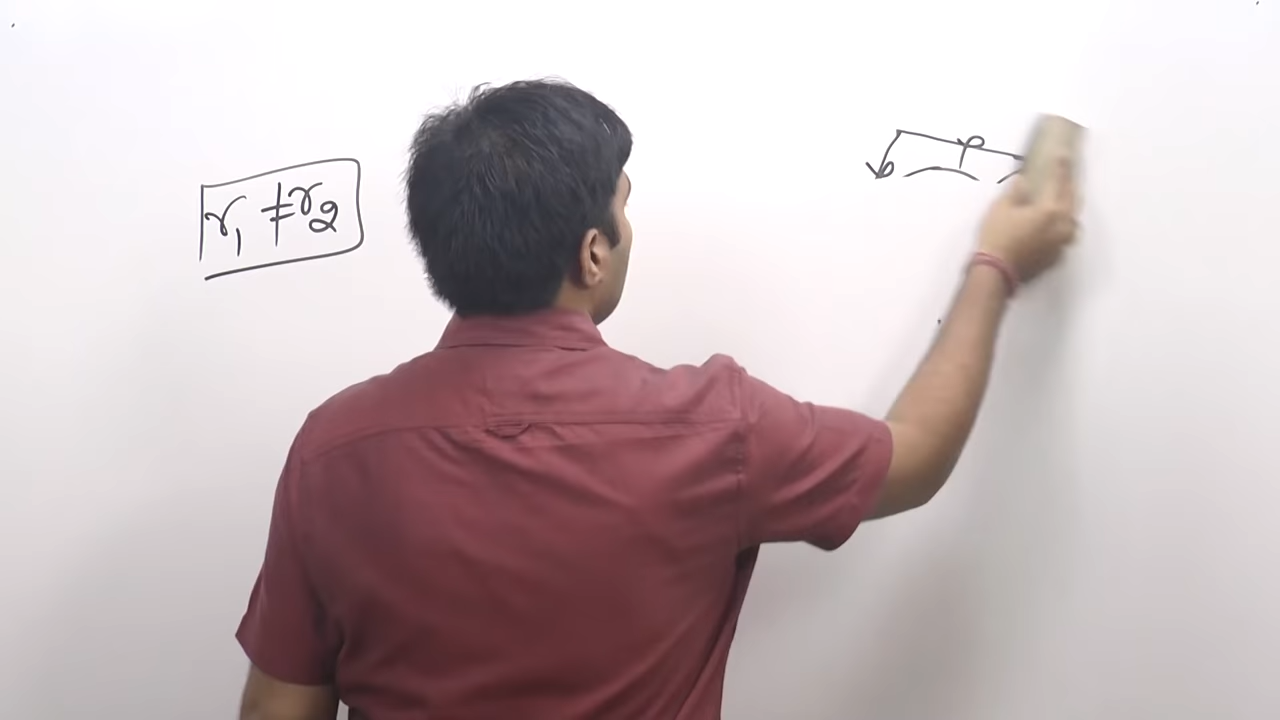 r₁ ≠ r₂